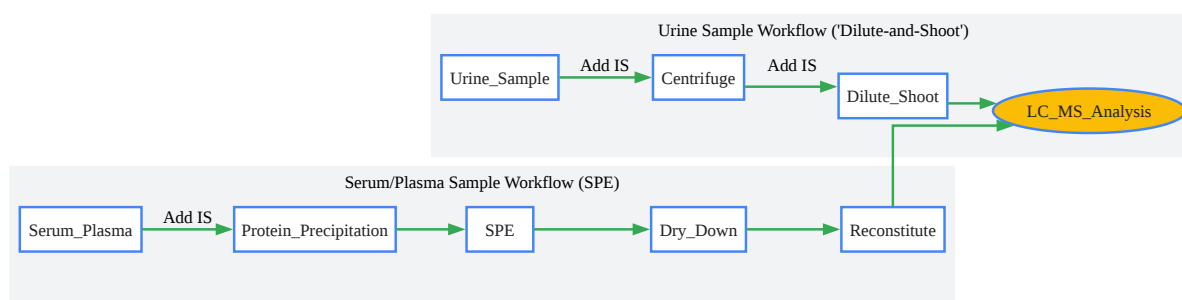 Urine Sample Workflow ('Dilute-and-Shoot')
Urine_Sample
Add IS
Centrifuge
Add IS
Dilute_Shoot
LC_MS_Analysis
Serum/Plasma Sample Workflow (SPE)
Serum_Plasma
Add IS
Protein_Precipitation
SPE
Dry_Down
Reconstitute